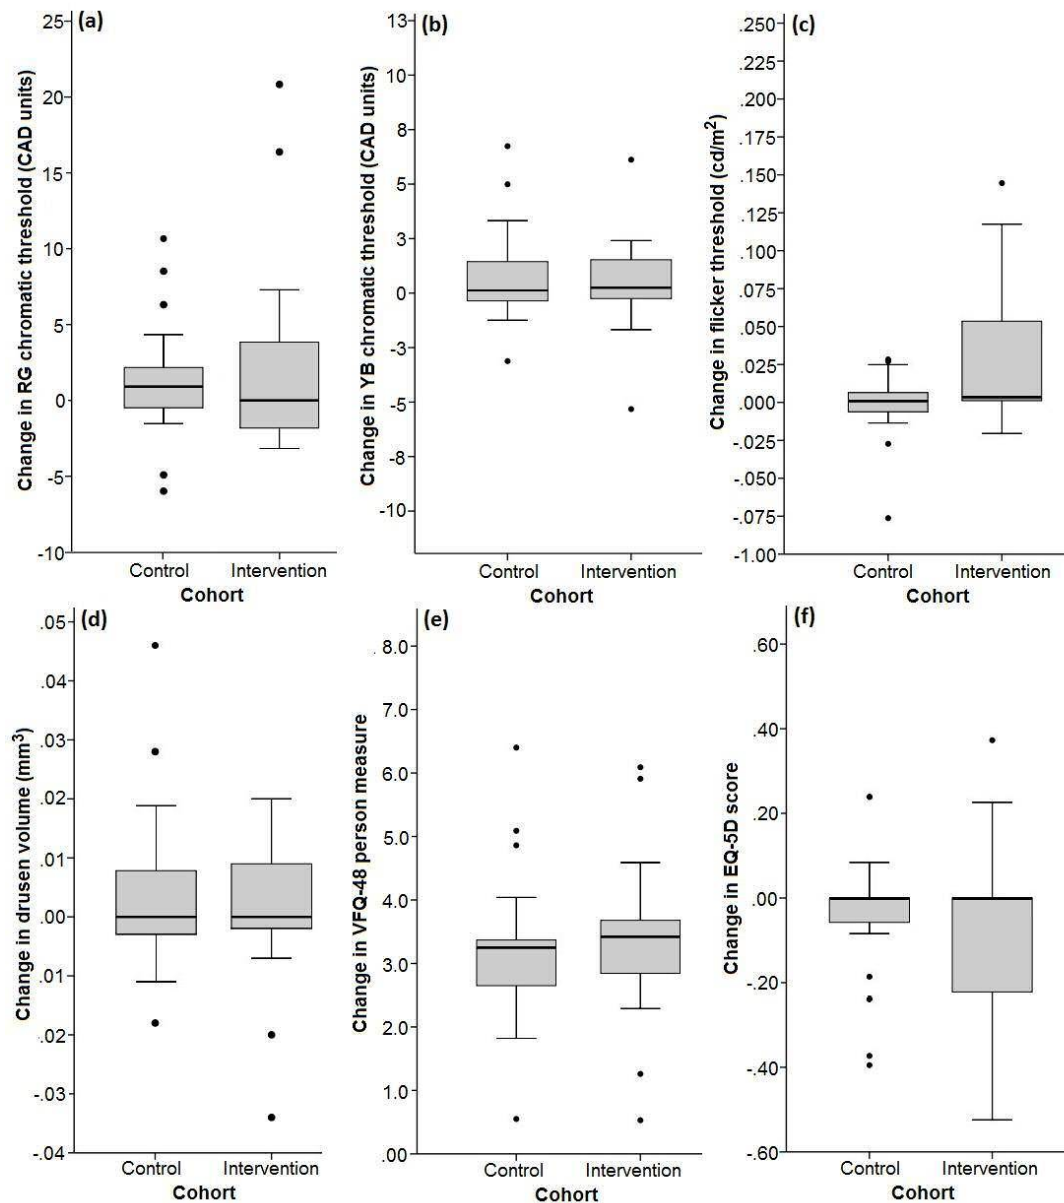 (a)
Change in RG chromatic threshold (CAD units)
25
20
15
10
5
0
-5
-10
Control Intervention
Cohort
(b)
Change in YB chromatic threshold (CAD units)
13
10
8
5
3
0
-3
-5
-8
-10
Control Intervention
Cohort
(c)
Change in flicker threshold (cd/m²)
.250
.225
.200
.175
.150
.125
.100
.075
.050
.025
.000
-.025
-.050
-.075
-1.00
Control Intervention
Cohort
(d)
Change in drusen volume (mm³)
.05
.04
.03
.02
.01
.00
.01
.02
-.03
-.04
Control Intervention
Cohort
(e)
Change in VFQ-48 person measure
. 8.0
7.0
6.0
5.0
4.0
3.0
2.0
1.0
.00
Control Intervention
Cohort
(f)
Change in EQ-5D score
.60
.40
.20
.00
-.20
-.40
-.60
Control Intervention
Cohort